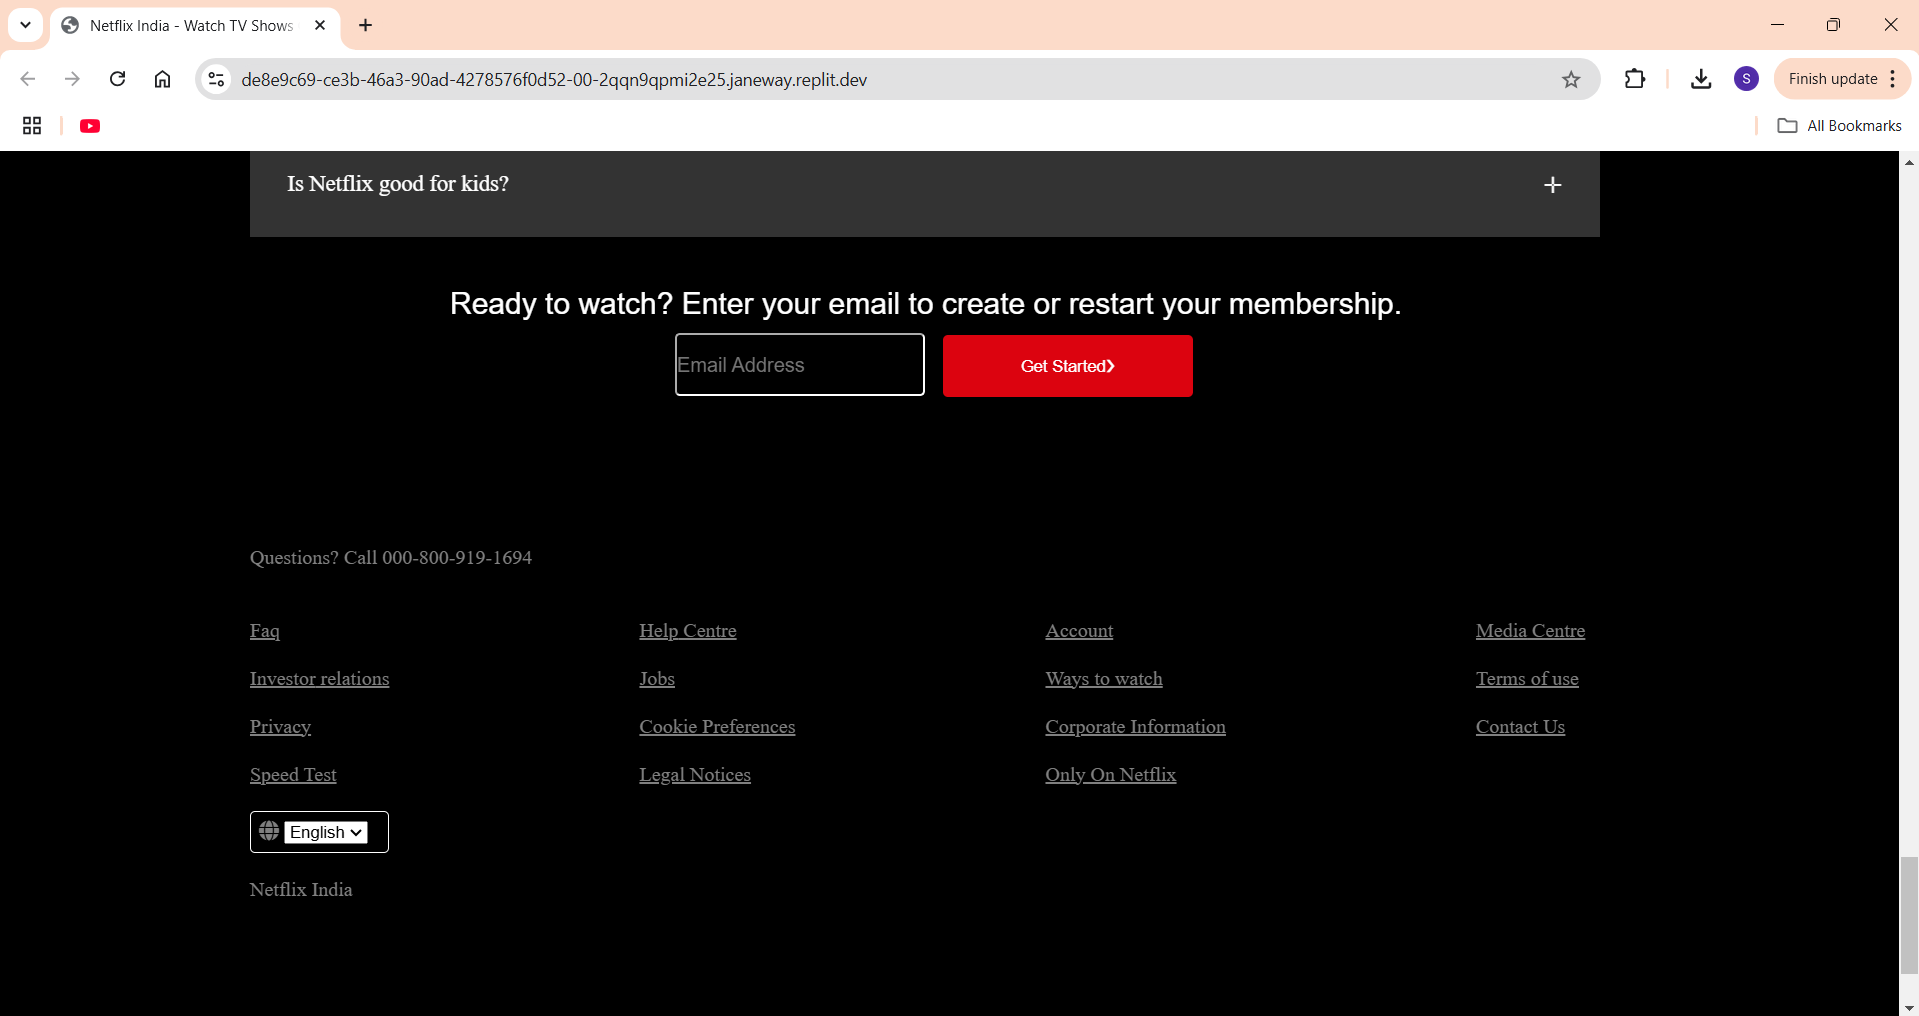 Netflix India - Watch TV Shows
de8e9c69-ce3b-46a3-90ad-4278576f0d52-00-2qqn9qpmi2e25.janeway.replit.dev
S
Finish update
All Bookmarks
Is Netflix good for kids? +
Ready to watch? Enter your email to create or restart your membership.
Email Address Get Started❯
Questions? Call 000-800-919-1694
Faq Help Centre Account Media Centre
Investor relations Jobs Ways to watch Terms of use
Privacy Cookie Preferences Corporate Information Contact Us
Speed Test Legal Notices Only On Netflix
English
Netflix India